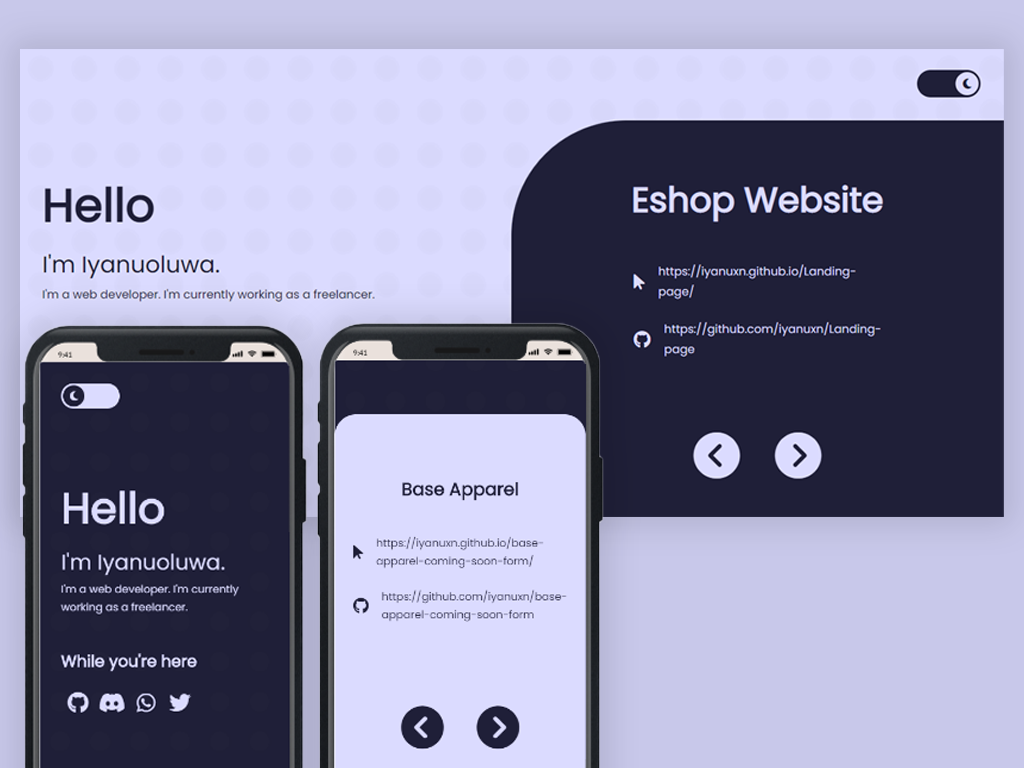 Hello
I'm Iyanuoluwa.
I'm a web developer. I'm currently working as a freelancer.
Eshop Website
https://iyanuxn.github.io/Landing-
page/
https://github.com/iyanuxn/Landing-
page
9:41
Hello
I'm Iyanuoluwa.
I'm a web developer. I'm currently
working as a freelancer.
While you're here
9:41
Base Apparel
https://iyanuxn.github.io/base-
apparel-coming-soon-form/
https://github.com/iyanuxn/base-
apparel-coming-soon-form